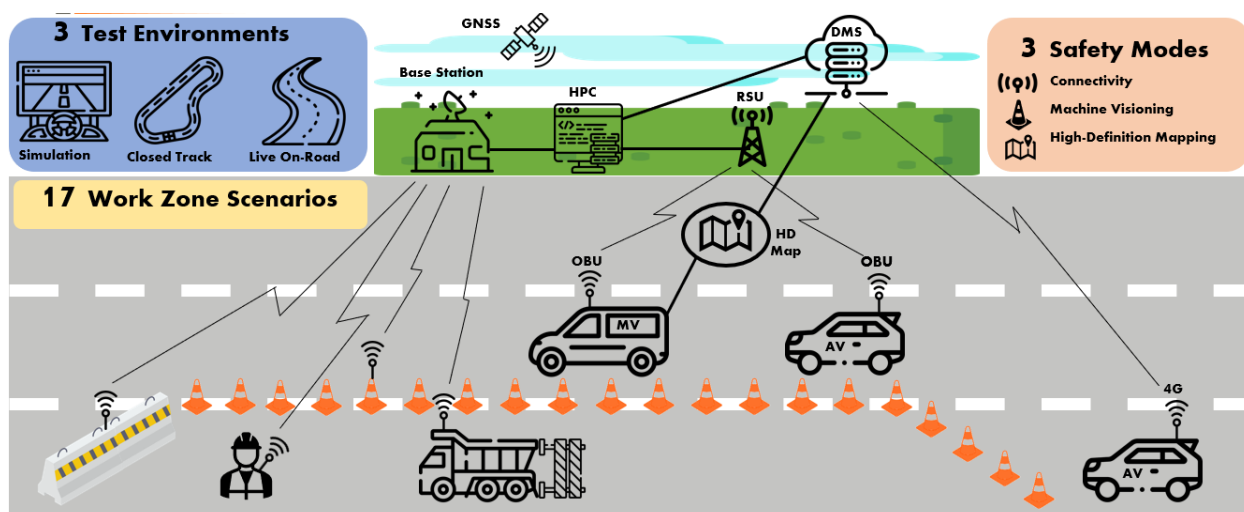 3 Test Environments
Simulation
Closed Track
Live On-Road
GNSS
Base Station
HPC
</>
RSU
DMS
3 Safety Modes
Connectivity
Machine Visioning
High-Definition Mapping
17 Work Zone Scenarios
HD
Map
OBU
MV
OBU
AV
4G
AV